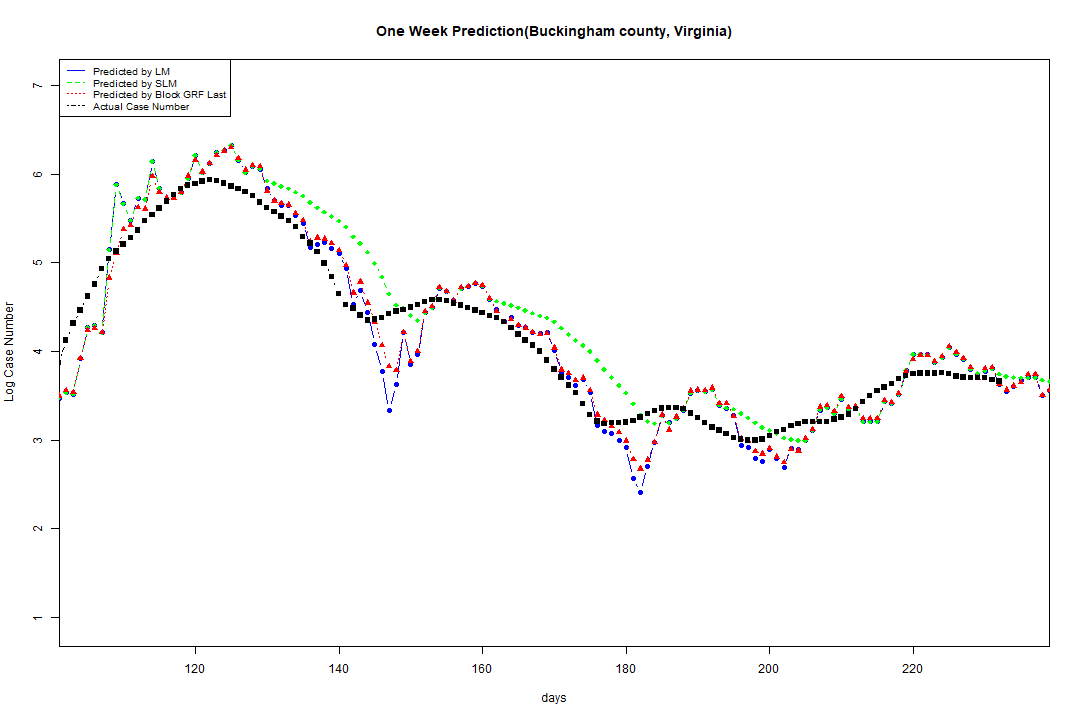 One Week Prediction(Buckingham county, Virginia)
Predicted by LM
Predicted by SLM
Predicted by Block GRF Last
Actual Case Number
7
6
5
4
3
2
1
Log Case Number
120 140 160 180 200 220
days